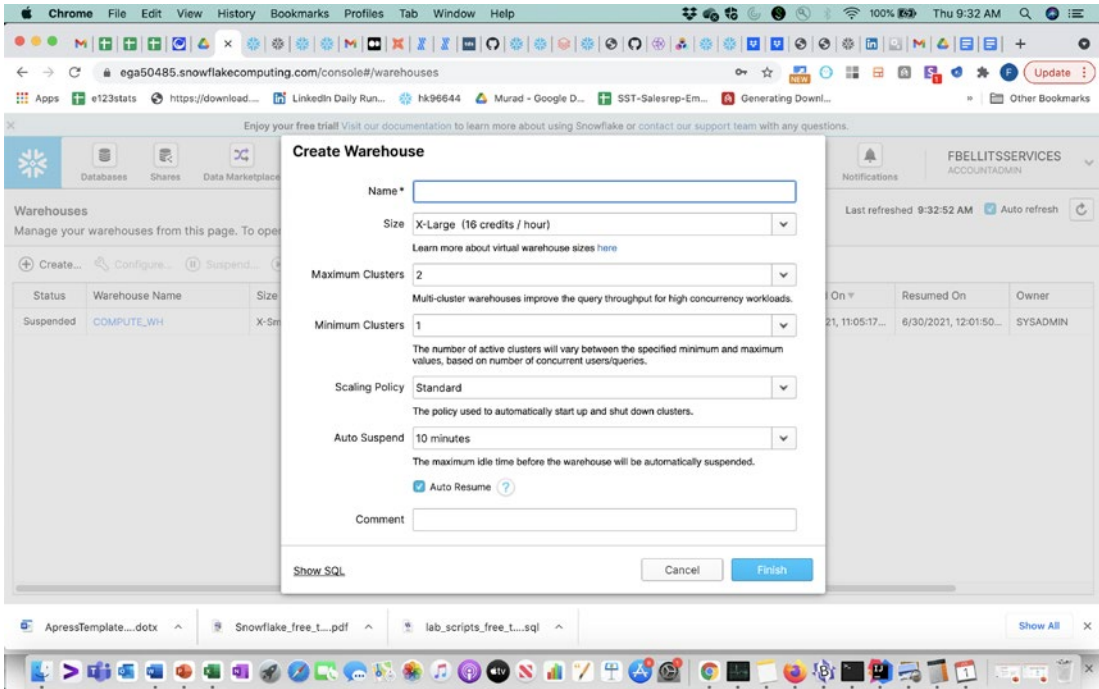 Chrome File Edit View History Bookmarks Profiles Tab Window Help 100% Thu 9:32 AM
ega50485.snowflakecomputing.com/console#/warehouses NEW F Update
Apps e123stats https://download.... LinkedIn Daily Run... hk96644 Murad - Google D... SST-Salesrep-Em... Generating Downl... » Other Bookmarks
Enjoy your free trial! Visit our documentation to learn more about using Snowflake or contact our support team with any questions.
Databases Shares Data Marketplace Notifications FBELLITSSERVICES
ACCOUNTADMIN
Warehouses Last refreshed 9:32:52 AM Auto refresh
Manage your warehouses from this page. To oper
Create... Configure... Suspend...
Status Warehouse Name Size On Resumed On Owner
Suspended COMPUTE_WH X-Sm 21, 11:05:17... 6/30/2021, 12:01:50... SYSADMIN
Create Warehouse
Name *
Size X-Large (16 credits / hour)
Learn more about virtual warehouse sizes here
Maximum Clusters 2
Multi-cluster warehouses improve the query throughput for high concurrency workloads.
Minimum Clusters 1
The number of active clusters will vary between the specified minimum and maximum
values, based on number of concurrent users/queries.
Scaling Policy Standard
The policy used to automatically start up and shut down clusters.
Auto Suspend 10 minutes
The maximum idle time before the warehouse will be automatically suspended.
Auto Resume ?
Comment
Show SQL Cancel Finish
ApressTemplate....dotx Snowflake_free_t....pdf lab_scripts_free_t....sql Show All